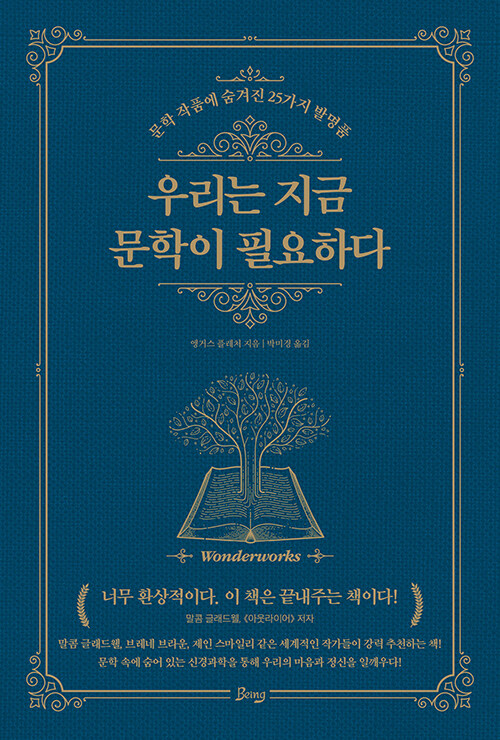 문학 작품에 숨겨진 25가지 발명품
우리는 지금
문학이 필요하다
앵거스 플레처 지음 | 박미경 옮김
Wonderworks
너무 환상적이다. 이 책은 끝내주는 책이다!
말콤 글래드웰, 《아웃라이어》 저자
말콤 글래드웰, 브레네 브라운, 제인 스마일리 같은 세계적인 작가들이 강력 추천하는 책!
문학 속에 숨어 있는 신경과학을 통해 우리의 마음과 정신을 일깨우다!
Being